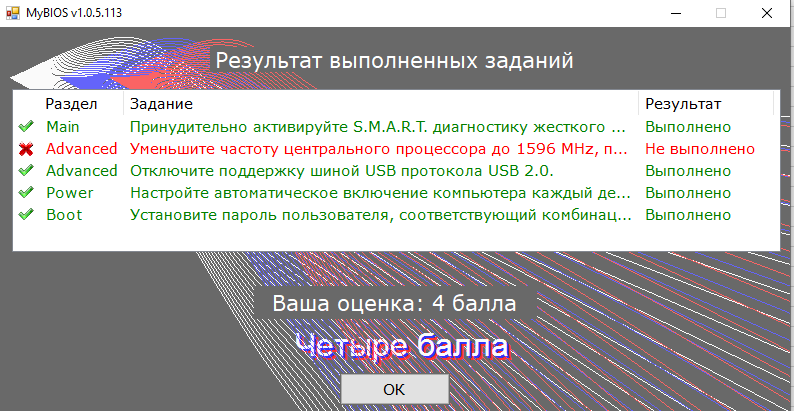 MyBIOS v1.0.5.113
Результат выполненных заданий
Раздел Задание Результат
Main Принудительно активируйте S.M.A.R.T. диагностику жесткого ... Выполнено
Advanced Уменьшите частоту центрального процессора до 1596 MHz, п... Не выполнено
Advanced Отключите поддержку шиной USB протокола USB 2.0. Выполнено
Power Настройте автоматическое включение компьютера каждый де... Выполнено
Boot Установите пароль пользователя, соответствующий комбинац... Выполнено
Ваша оценка: 4 балла
Четыре балла
OK